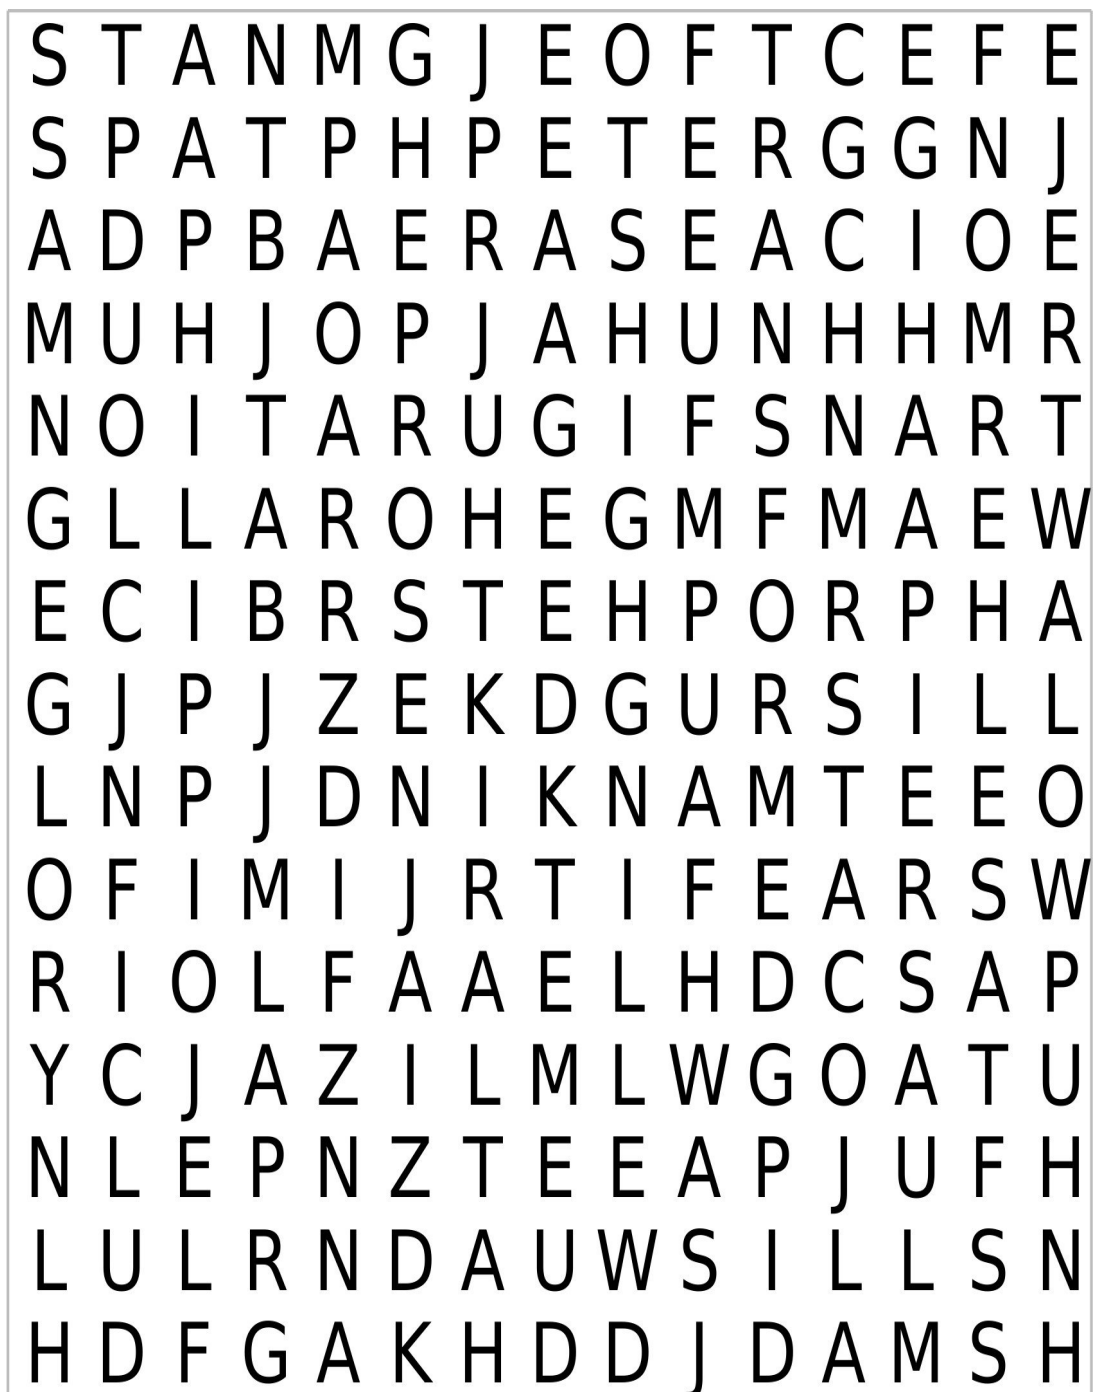 S T A N M G J E O F T C E F E
S P A T P H P E T E R G G N J
A D P B A E R A S E A C I O E
M U H J O P J A H U N H H M R
N O I T A R U G I F S N A R T
G L L A R O H E G M F M A E W
E C I B R S T E H P O R P H A
G J P J Z E K D G U R S I L L
L N P J D N I K N A M T E E O
O F I M I J R T I F E A R S W
R I O L F A A E L H D C S A P
Y C J A Z I L M L W G O A T U
N L E P N Z T E E A P J U F H
L U L R N D A U W S I L L S N
H D F G A K H D D J D A M S H